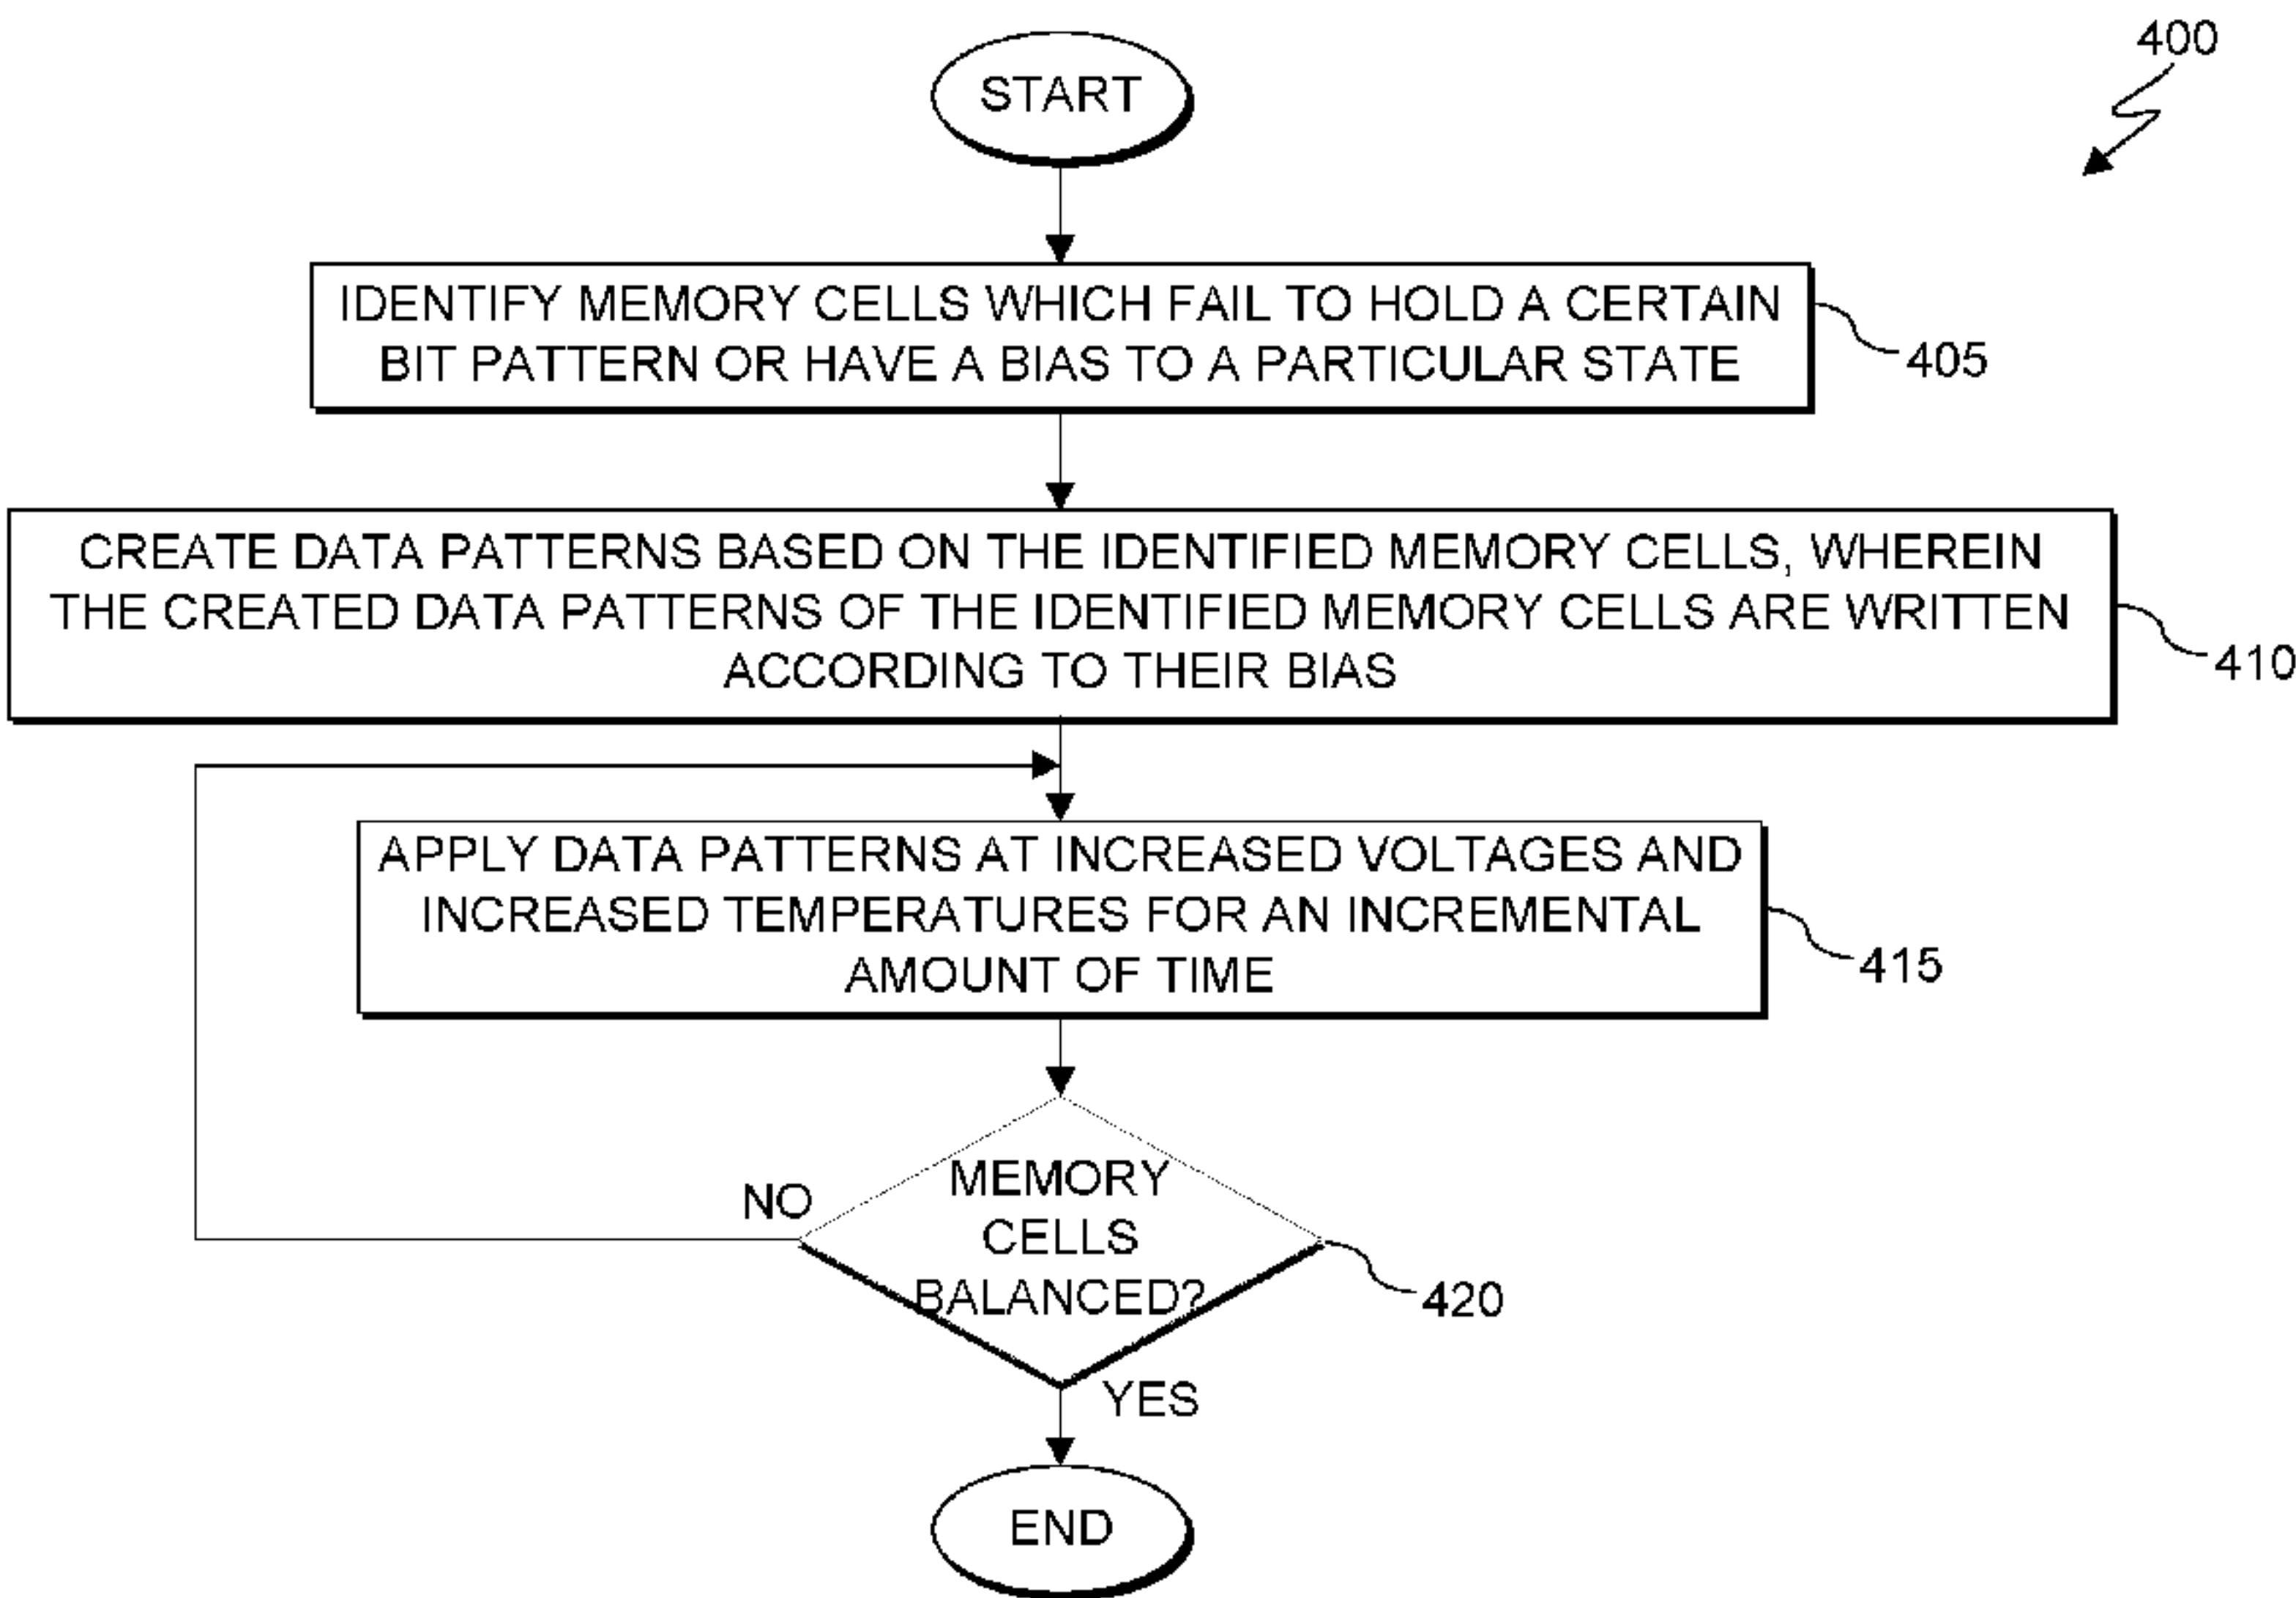 400
START
IDENTIFY MEMORY CELLS WHICH FAIL TO HOLD A CERTAIN
BIT PATTERN OR HAVE A BIAS TO A PARTICULAR STATE
405
CREATE DATA PATTERNS BASED ON THE IDENTIFIED MEMORY CELLS, WHEREIN
THE CREATED DATA PATTERNS OF THE IDENTIFIED MEMORY CELLS ARE WRITTEN
ACCORDING TO THEIR BIAS
410
APPLY DATA PATTERNS AT INCREASED VOLTAGES AND
INCREASED TEMPERATURES FOR AN INCREMENTAL
AMOUNT OF TIME
415
MEMORY
CELLS
BALANCED?
NO
420
YES
END